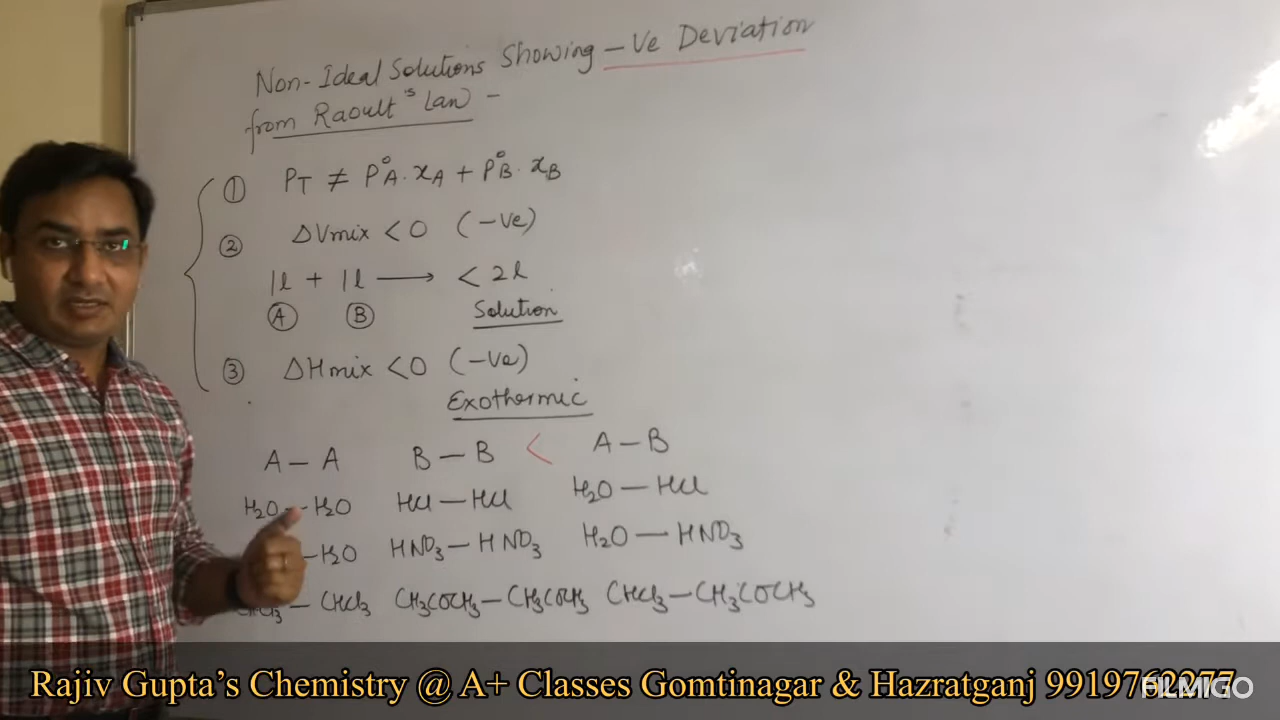 Non-Ideal Solutions Showing -Ve Deviation
from Raoult's Law -
① PT ≠ P°A . xA + P°B . xB
② ΔVmix < 0 (-Ve)
1l + 1l ⟶ < 2l
Ⓐ Ⓑ Solution
③ ΔHmix < 0 (-Ve)
Exothermic
A - A B - B < A - B
H2O - H2O HCl - HCl H2O - HCl
- H2O HNO3 - HNO3 H2O - HNO3
CHCl3 - CHCl3 CH3COCH3 - CH3COCH3 CHCl3 - CH3COCH3
Rajiv Gupta's Chemistry @ A+ Classes Gomtinagar & Hazratganj 9919762277
FILMIGO